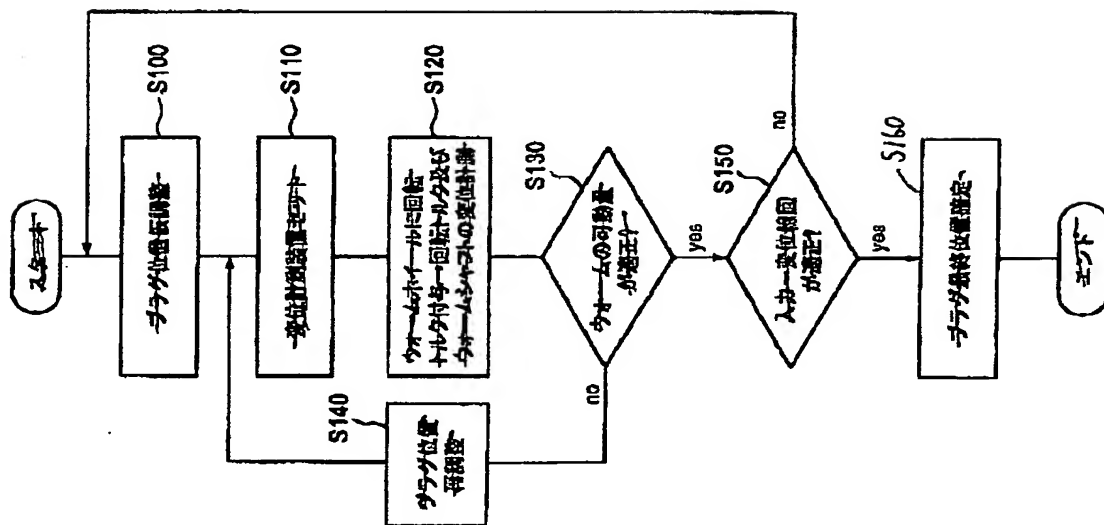 スタート
S100
プラグ位置仮調整
S110
変位計測装置セット
S120
ウォームホイールに回転
トルク付与 回転トルク及び
ウォームシャフトの変位計測
S130
ウォームの可動量
が適正?
no
S140
プラグ位置
再調整
yes
S150
入力-変位相関
が適正?
no
yes
S160
プラグ最終位置確定
エンド